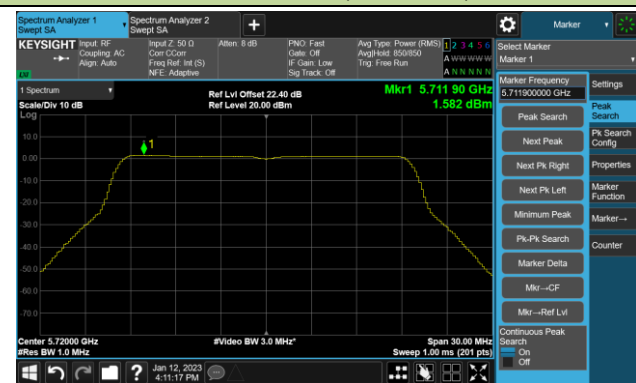 Spectrum Analyzer 1
Swept SA
Spectrum Analyzer 2
Swept SA
+
Marker
KEYSIGHT
Input: RF
Coupling: AC
Align: Auto
Input Z: 50 Ω
Corr CCorr
Freq Ref: Int (S)
NFE: Adaptive
Atten: 8 dB
PNO: Fast
Gate: Off
IF Gain: Low
Sig Track: Off
Avg Type: Power (RMS)
Avg|Hold: 850/850
Trig: Free Run
1 2 3 4 5 6
A W W W W W
A N N N N N
Select Marker
Marker 1
1 Spectrum
Scale/Div 10 dB
Log
Ref Lvl Offset 22.40 dB
Ref Level 20.00 dBm
Mkr1 5.711 90 GHz
1.582 dBm
1
10.0
0.00
-10.0
-20.0
-30.0
-40.0
-50.0
-60.0
-70.0
Center 5.72000 GHz
#Res BW 1.0 MHz
#Video BW 3.0 MHz*
Span 30.00 MHz
Sweep 1.00 ms (201 pts)
Marker Frequency
5.711900000 GHz
Peak Search
Next Peak
Next Pk Right
Next Pk Left
Minimum Peak
Pk-Pk Search
Marker Delta
Mkr→CF
Mkr→Ref Lvl
Continuous Peak
Search
On
Off
Settings
Peak
Search
Pk Search
Config
Properties
Marker
Function
Marker→
Counter
?
Jan 12, 2023
4:11:17 PM